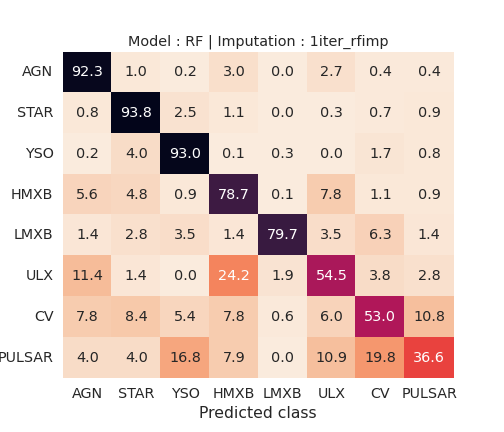 Model : RF | Imputation : 1iter_rfimp
AGN 92.3 1.0 0.2 3.0 0.0 2.7 0.4 0.4
STAR 0.8 93.8 2.5 1.1 0.0 0.3 0.7 0.9
YSO 0.2 4.0 93.0 0.1 0.3 0.0 1.7 0.8
HMXB 5.6 4.8 0.9 78.7 0.1 7.8 1.1 0.9
LMXB 1.4 2.8 3.5 1.4 79.7 3.5 6.3 1.4
ULX 11.4 1.4 0.0 24.2 1.9 54.5 3.8 2.8
CV 7.8 8.4 5.4 7.8 0.6 6.0 53.0 10.8
PULSAR 4.0 4.0 16.8 7.9 0.0 10.9 19.8 36.6
AGN STAR YSO HMXB LMXB ULX CV PULSAR
Predicted class